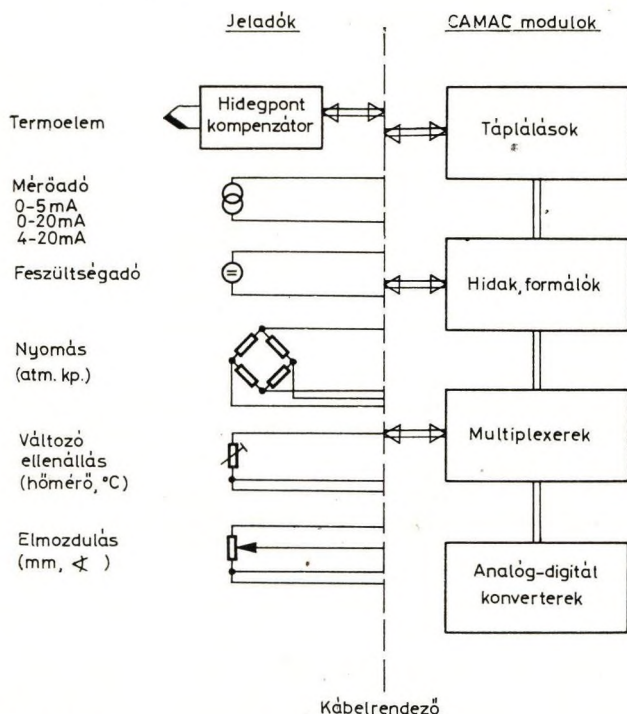 Jeladók
CAMAC modulok
Termoelem
Hidegpont
kompenzátor
Táplálások
Mérőadó
0-5mA
0-20mA
4-20mA
Feszültségadó
Hidak, formálók
Nyomás
(atm. kp.)
Változó
ellenállás
(hőmérő, °C)
Multiplexerek
Elmozdulás
(mm, ∢ )
Analóg-digitát
konverterek
Kábelrendező